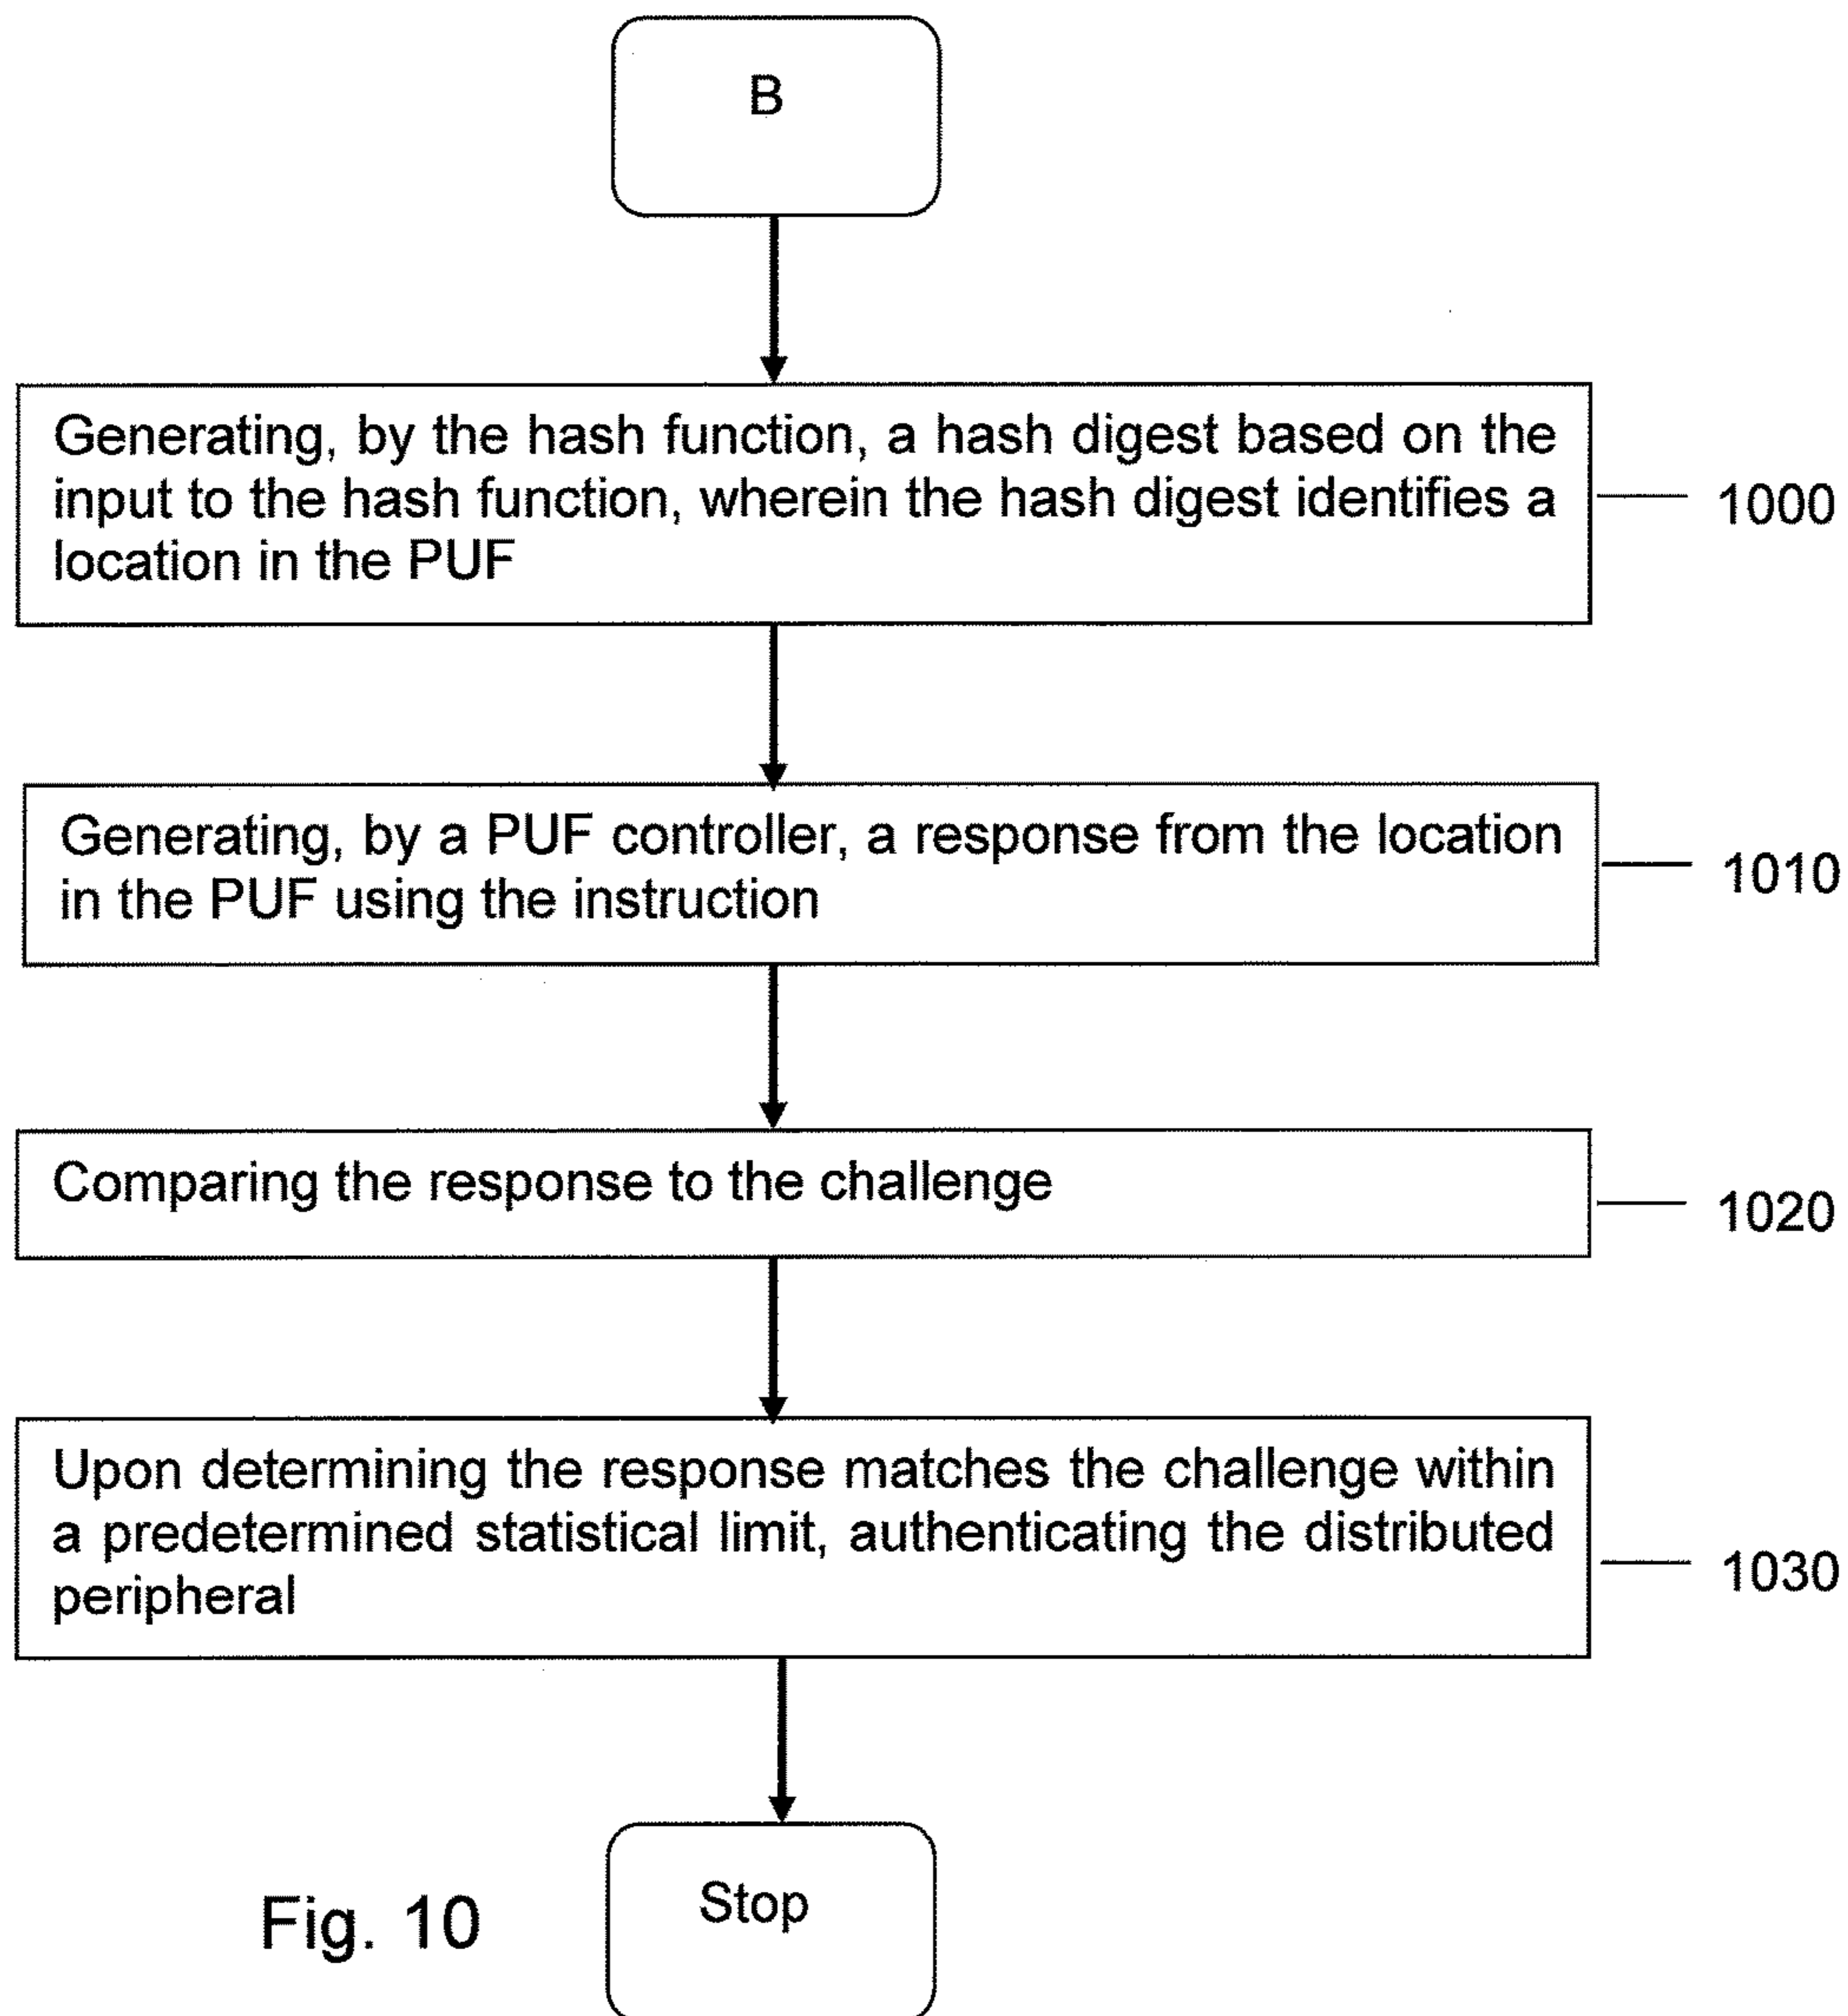 B
Generating, by the hash function, a hash digest based on the
input to the hash function, wherein the hash digest identifies a
location in the PUF
1000
Generating, by a PUF controller, a response from the location
in the PUF using the instruction
1010
Comparing the response to the challenge
1020
Upon determining the response matches the challenge within
a predetermined statistical limit, authenticating the distributed
peripheral
1030
Stop
Fig. 10